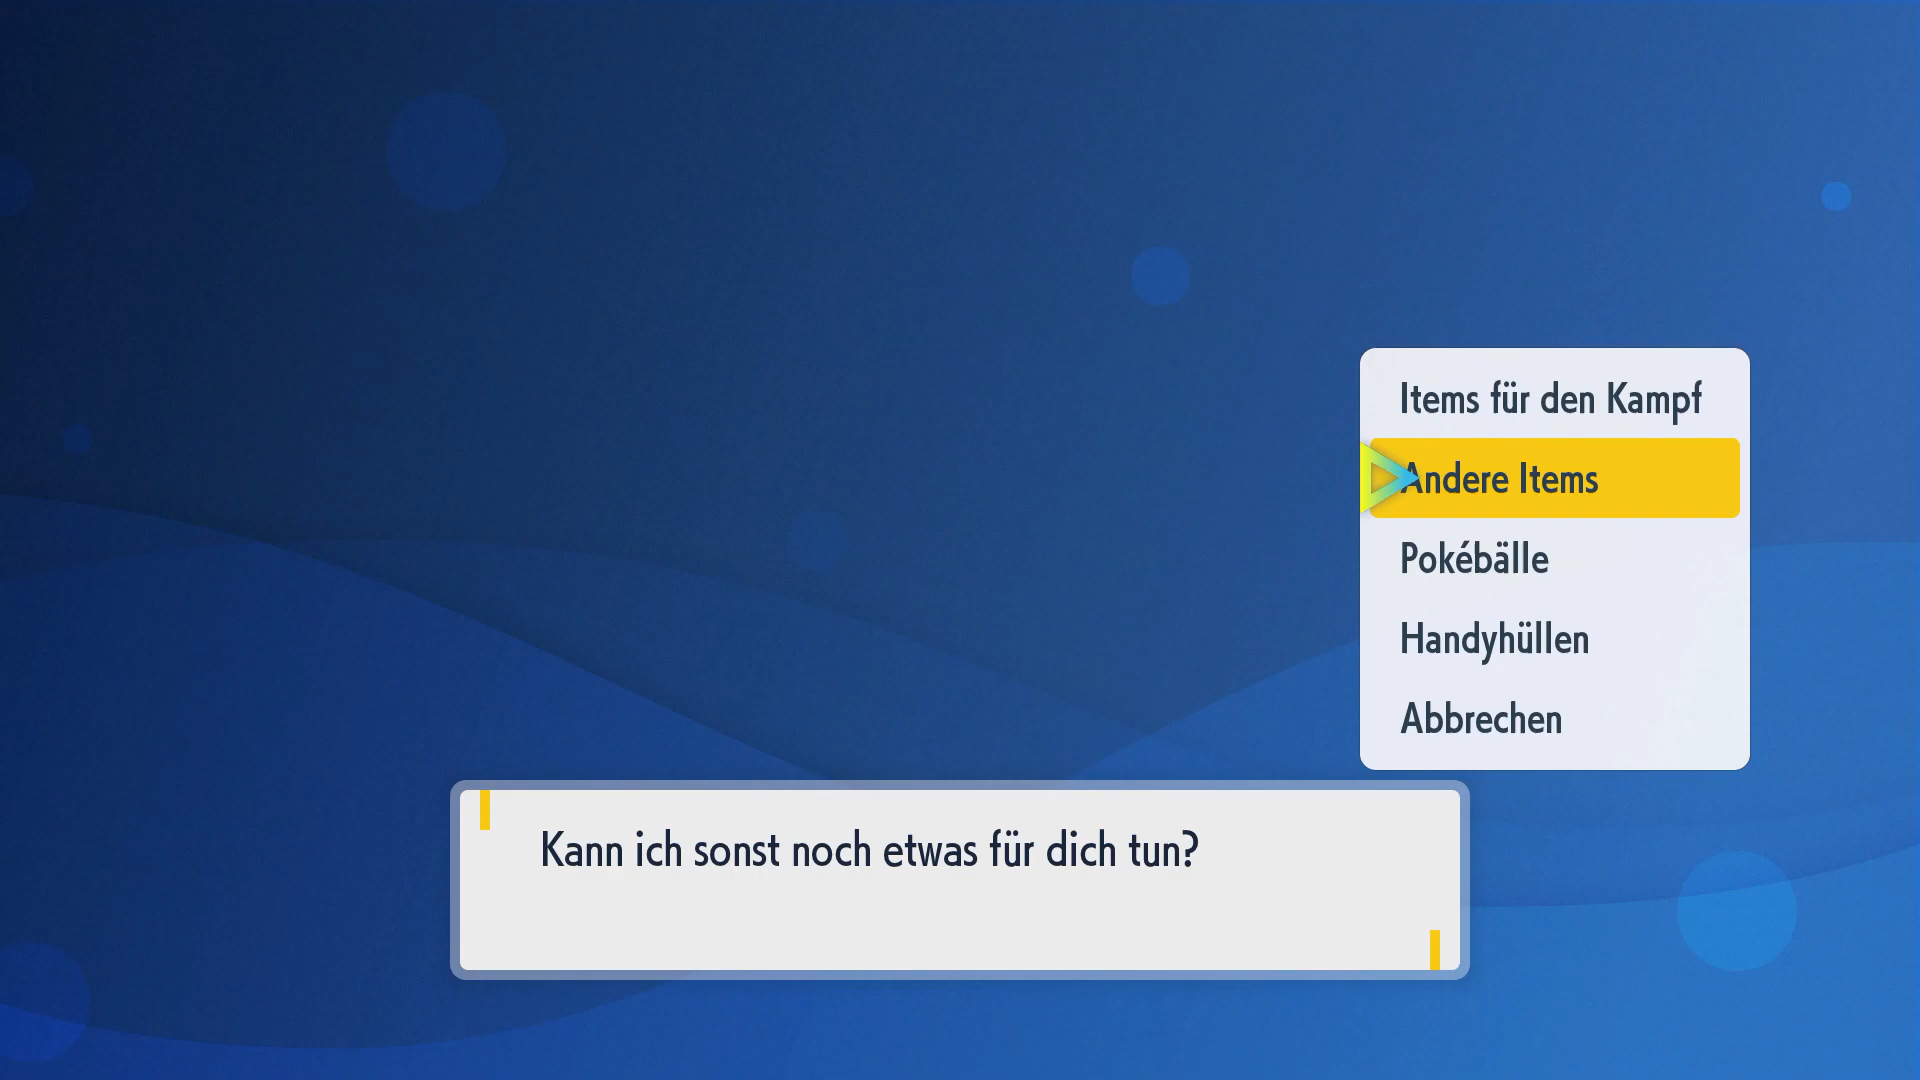 Items für den Kampf
Andere Items
Pokébälle
Handyhüllen
Abbrechen
Kann ich sonst noch etwas für dich tun?